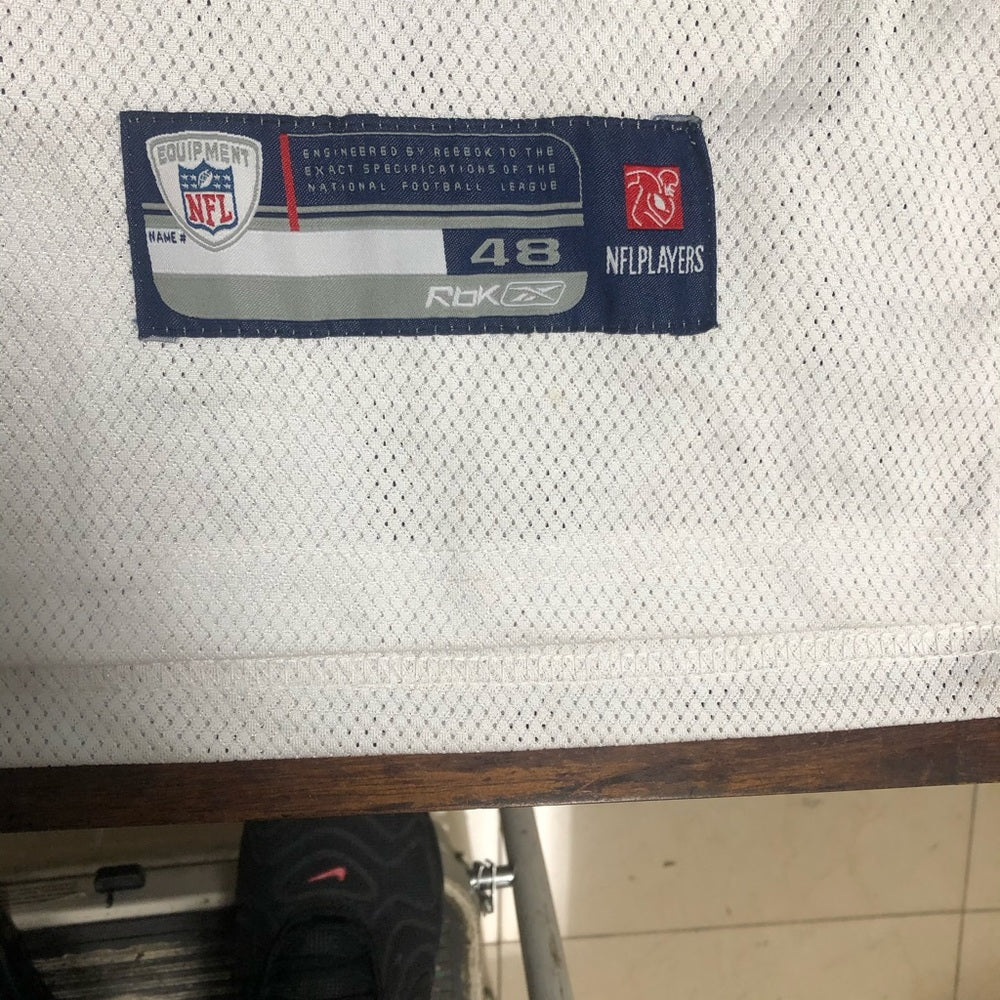 EQUIPMENT
NFL
ENGINEERED BY REEBOK TO THE
EXACT SPECIFICATIONS OF THE
NATIONAL FOOTBALL LEAGUE
NAME #
48
RbK
NFLPLAYERS